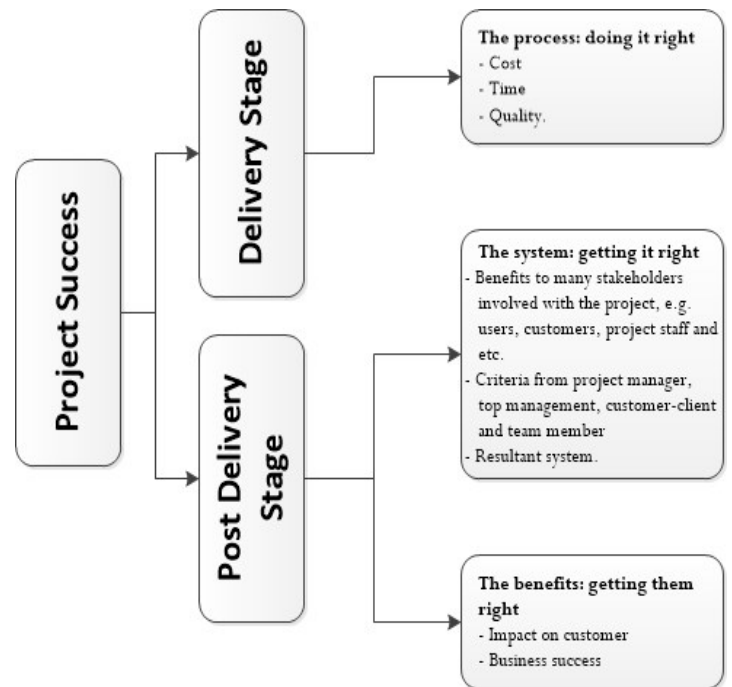 Project Success
Delivery Stage
The process: doing it right
- Cost
- Time
- Quality.
Post Delivery
Stage
The system: getting it right
- Benefits to many stakeholders
involved with the project, e.g.
users, customers, project staff and
etc.
- Criteria from project manager,
top management, customer-client
and team member
- Resultant system.
The benefits: getting them
right
- Impact on customer
- Business success